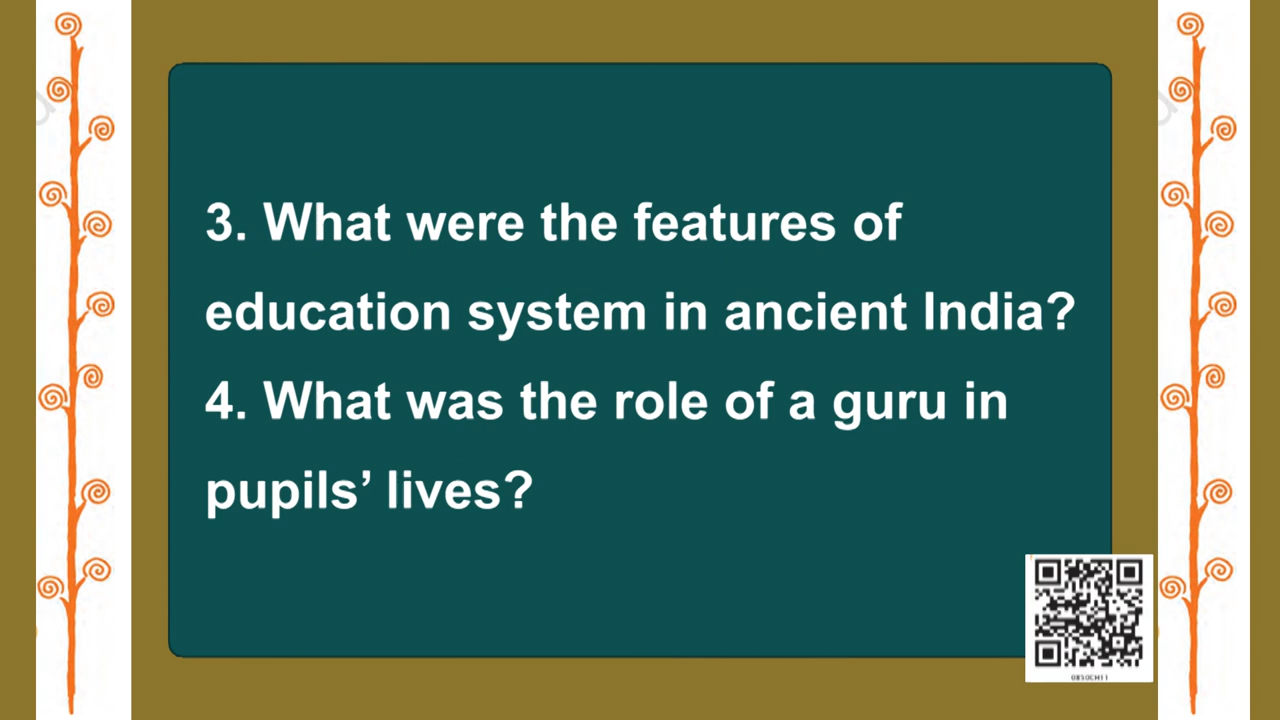 3. What were the features of
education system in ancient India?
4. What was the role of a guru in
pupils’ lives?